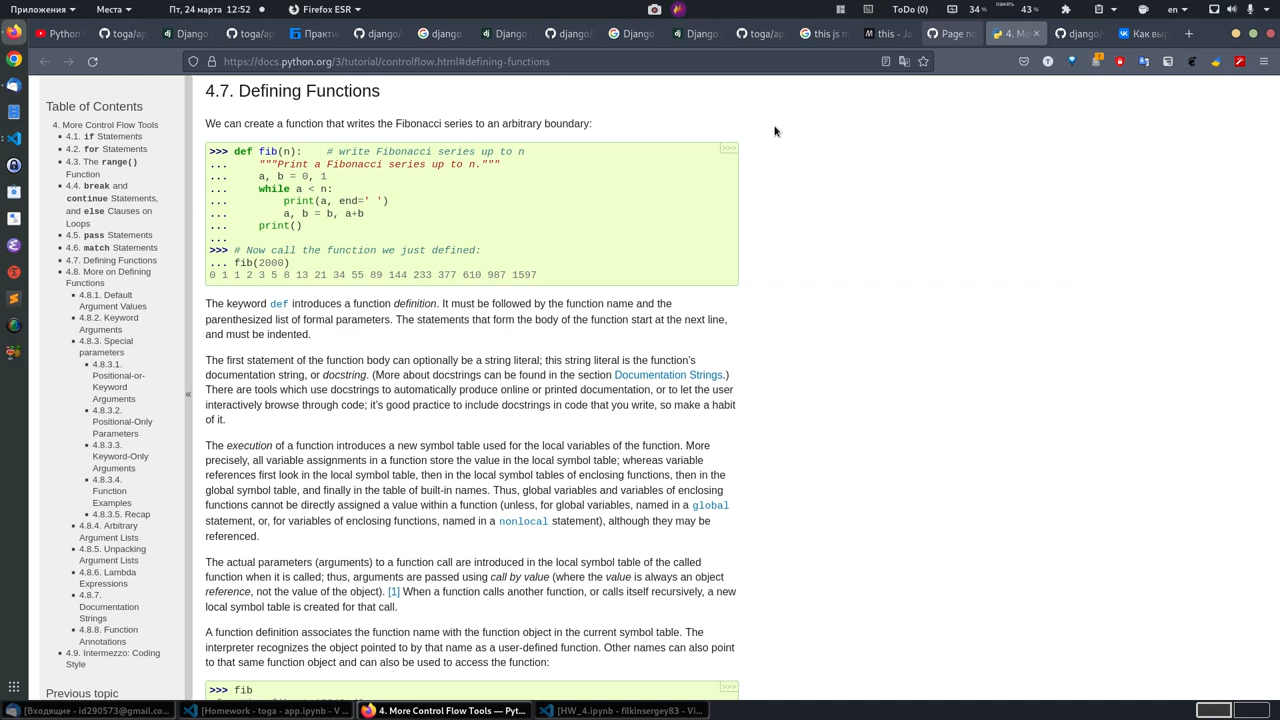 Приложения
Пт, 24 марта 12:56
Firefox
ToDo (0)
34 %
память
43 %
Python
toga/ap
Django
toga/ap
Практи
django
django
django
django
django
Django
toga/ap
this js m
this - Ja
Прост
4. Mo
django/
Как выр
https://docs.python.org/3/tutorial/controlflow.html#defining-functions
Table of Contents
4. More Control Flow Tools
4.1. if Statements
4.2. for Statements
4.3. The range()
Function
4.4. break and
continue Statements,
and else Clauses on
Loops
4.5. pass Statements
4.6. match Statements
4.7. Defining Functions
4.8. More on Defining
Functions
4.8.1. Default
Argument Values
4.8.2. Keyword
Arguments
4.8.3. Special
parameters
4.8.3.1.
Positional-or-
Keyword
Arguments
4.8.3.2.
Positional-Only
Parameters
4.8.3.3.
Keyword-Only
Arguments
4.8.3.4.
Function
Examples
4.8.3.5. Recap
4.8.4. Arbitrary
Argument Lists
4.8.5. Unpacking
Argument Lists
4.8.6. Lambda
Expressions
4.8.7.
Documentation
Strings
4.8.8. Function
Annotations
4.9. Intermezzo: Coding
Style
Previous topic
«
4.7. Defining Functions
We can create a function that writes the Fibonacci series to an arbitrary boundary:
>>>
>>> def fib(n):    # write Fibonacci series up to n
...     """Print a Fibonacci series up to n."""
...     a, b = 0, 1
...     while a < n:
...         print(a, end=' ')
...         a, b = b, a+b
...     print()
...
>>> # Now call the function we just defined:
... fib(2000)
0 1 1 2 3 5 8 13 21 34 55 89 144 233 377 610 987 1597
The keyword def introduces a function definition. It must be followed by the function name and the
parenthesized list of formal parameters. The statements that form the body of the function start at the next line,
and must be indented.
The first statement of the function body can optionally be a string literal; this string literal is the function’s
documentation string, or docstring. (More about docstrings can be found in the section Documentation Strings.)
There are tools which use docstrings to automatically produce online or printed documentation, or to let the user
interactively browse through code; it’s good practice to include docstrings in code that you write, so make a habit
of it.
The execution of a function introduces a new symbol table used for the local variables of the function. More
precisely, all variable assignments in a function store the value in the local symbol table; whereas variable
references first look in the local symbol table, then in the local symbol tables of enclosing functions, then in the
global symbol table, and finally in the table of built-in names. Thus, global variables and variables of enclosing
functions cannot be directly assigned a value within a function (unless, for global variables, named in a global
statement, or, for variables of enclosing functions, named in a nonlocal statement), although they may be
referenced.
The actual parameters (arguments) to a function call are introduced in the local symbol table of the called
function when it is called; thus, arguments are passed using call by value (where the value is always an object
reference, not the value of the object). [1] When a function calls another function, or calls itself recursively, a new
local symbol table is created for that call.
A function definition associates the function name with the function object in the current symbol table. The
interpreter recognizes the object pointed to by that name as a user-defined function. Other names can also point
to that same function object and can also be used to access the function:
>>>
>>> fib
[Входящие - id290573@gmail.co...
[Homework - toga - app.ipynb - V ...
4. More Control Flow Tools — Pyt...
[HW_4.ipynb - filkinsergey83 - Vi...